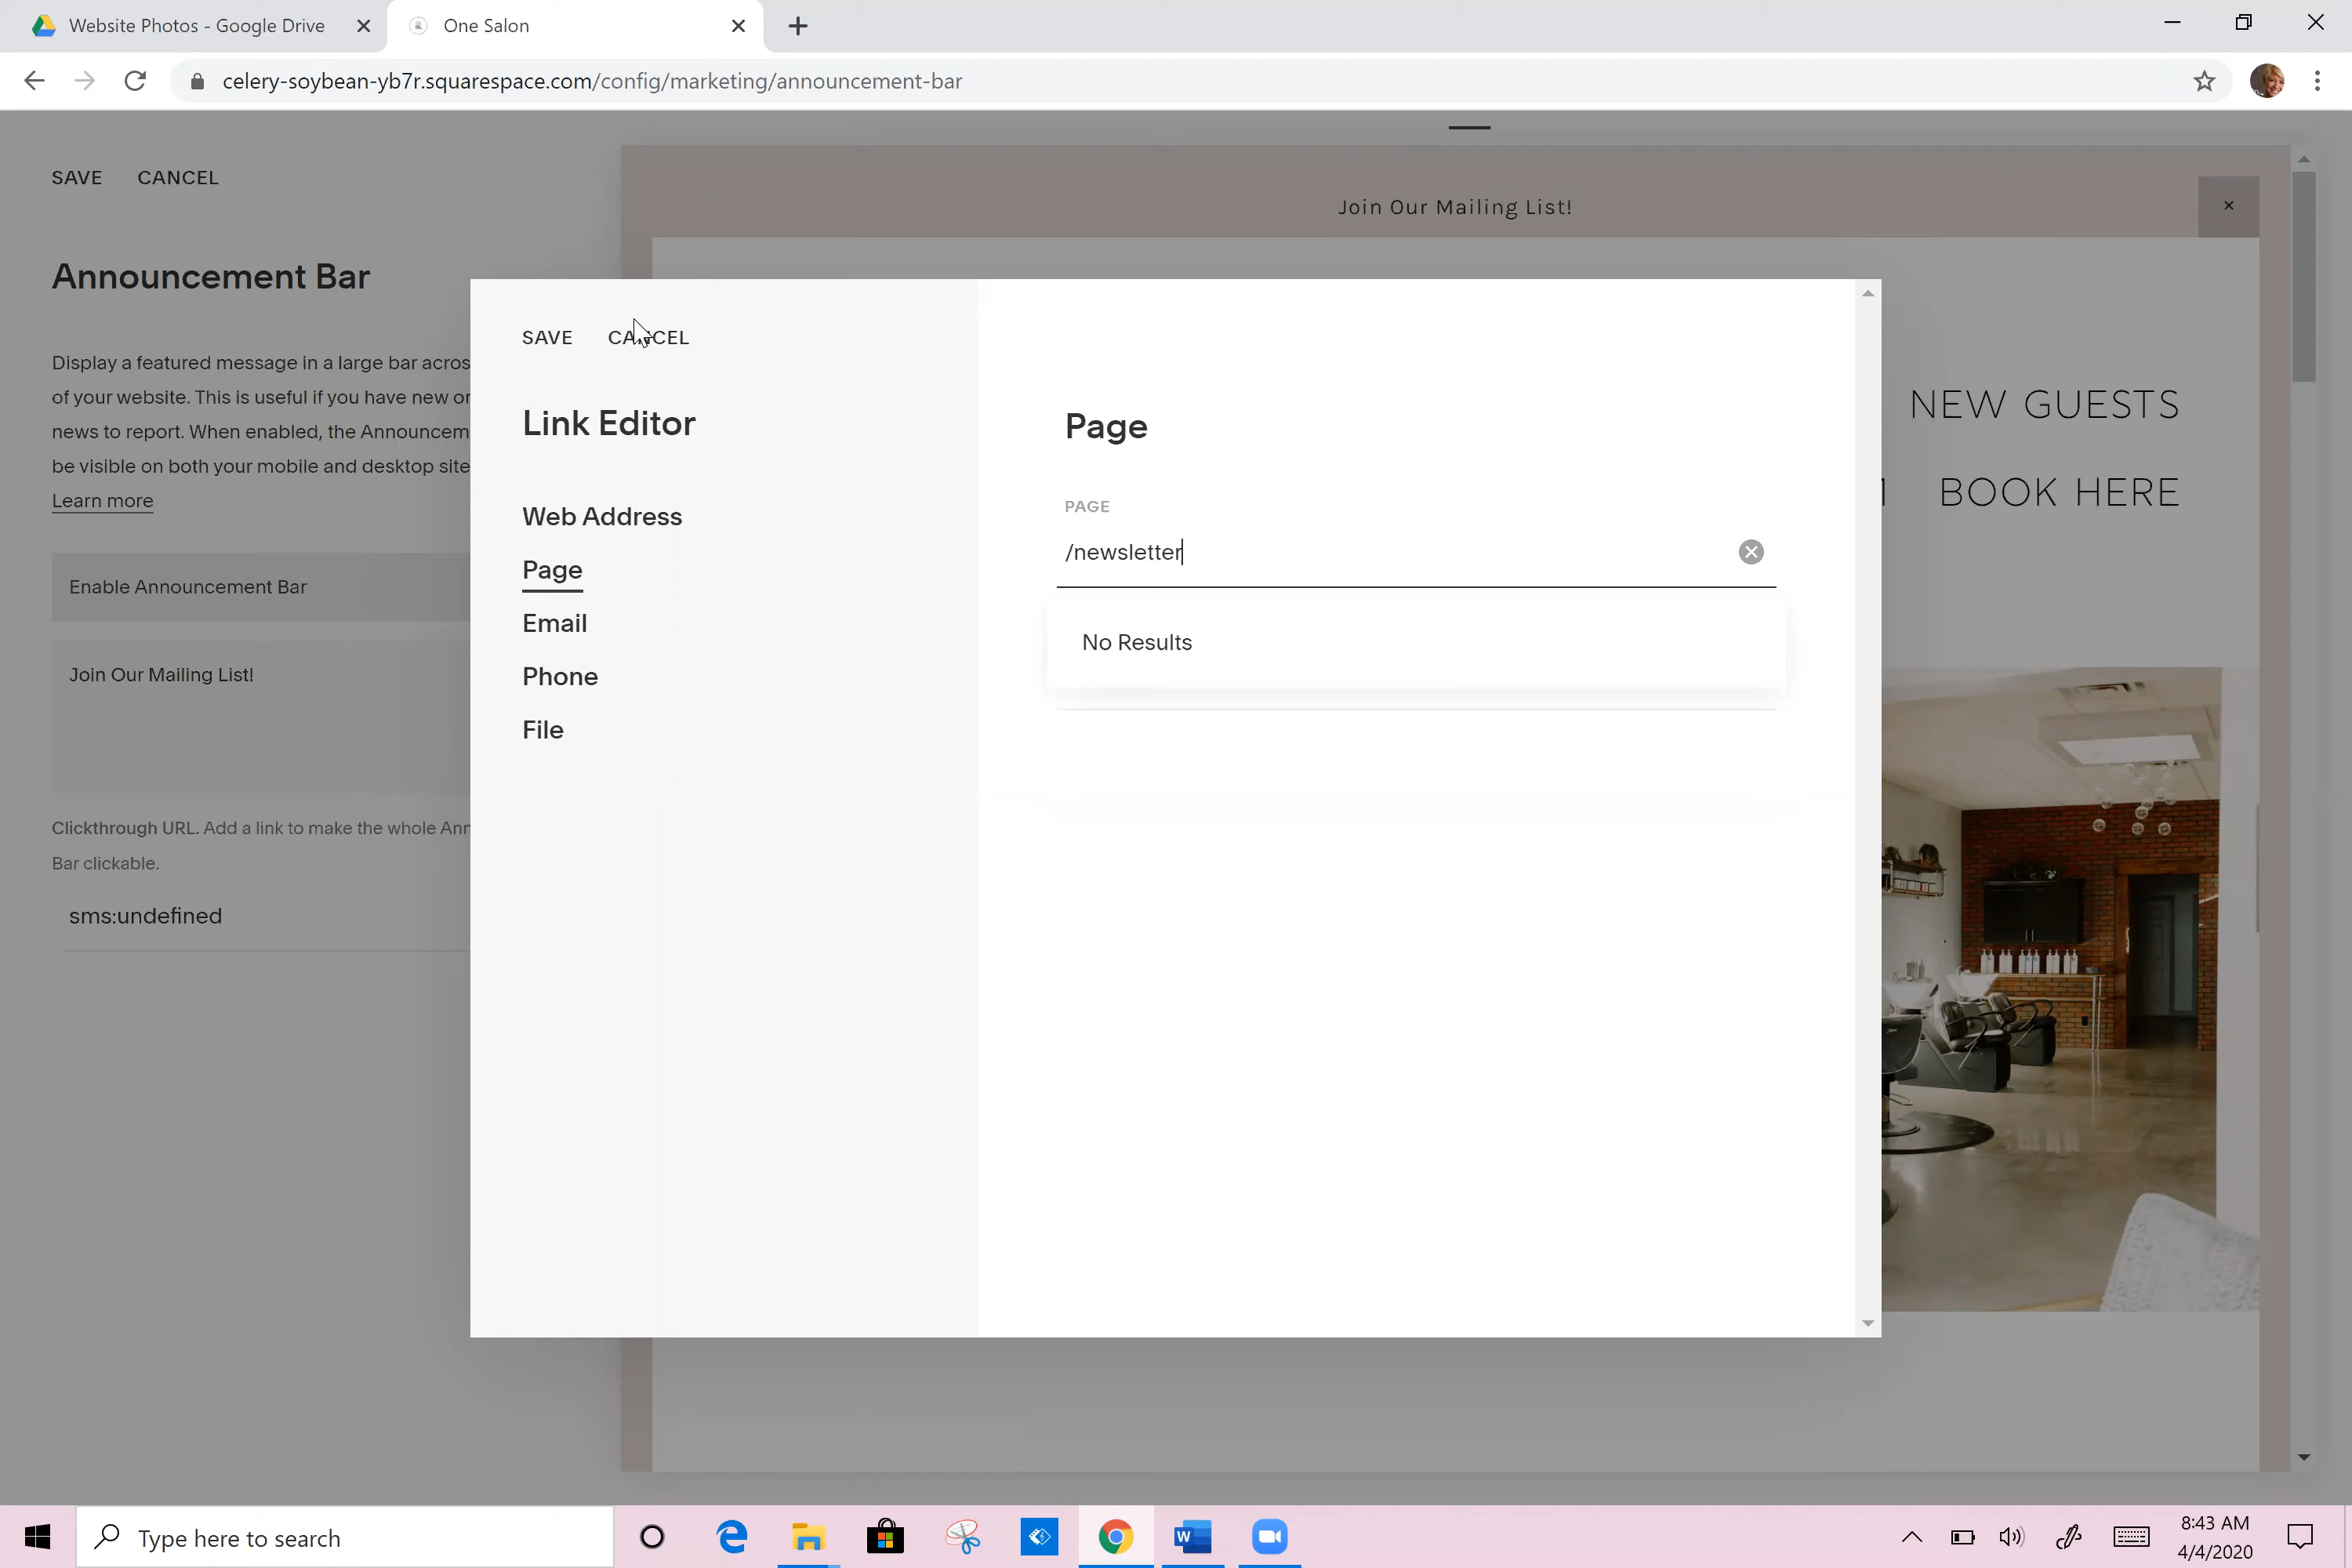 Website Photos - Google Drive
One Salon
celery-soybean-yb7r.squarespace.com/config/marketing/announcement-bar
SAVE CANCEL
Join Our Mailing List!
Announcement Bar
Display a featured message in a large bar acros
of your website. This is useful if you have new or
news to report. When enabled, the Announcem
be visible on both your mobile and desktop site
Learn more
Enable Announcement Bar
Join Our Mailing List!
Clickthrough URL. Add a link to make the whole Ann
Bar clickable.
sms:undefined
SAVE CANCEL
Link Editor
Web Address
Page
Email
Phone
File
Page
PAGE
/newsletter
No Results
NEW GUESTS
BOOK HERE
Type here to search
8:43 AM
4/4/2020